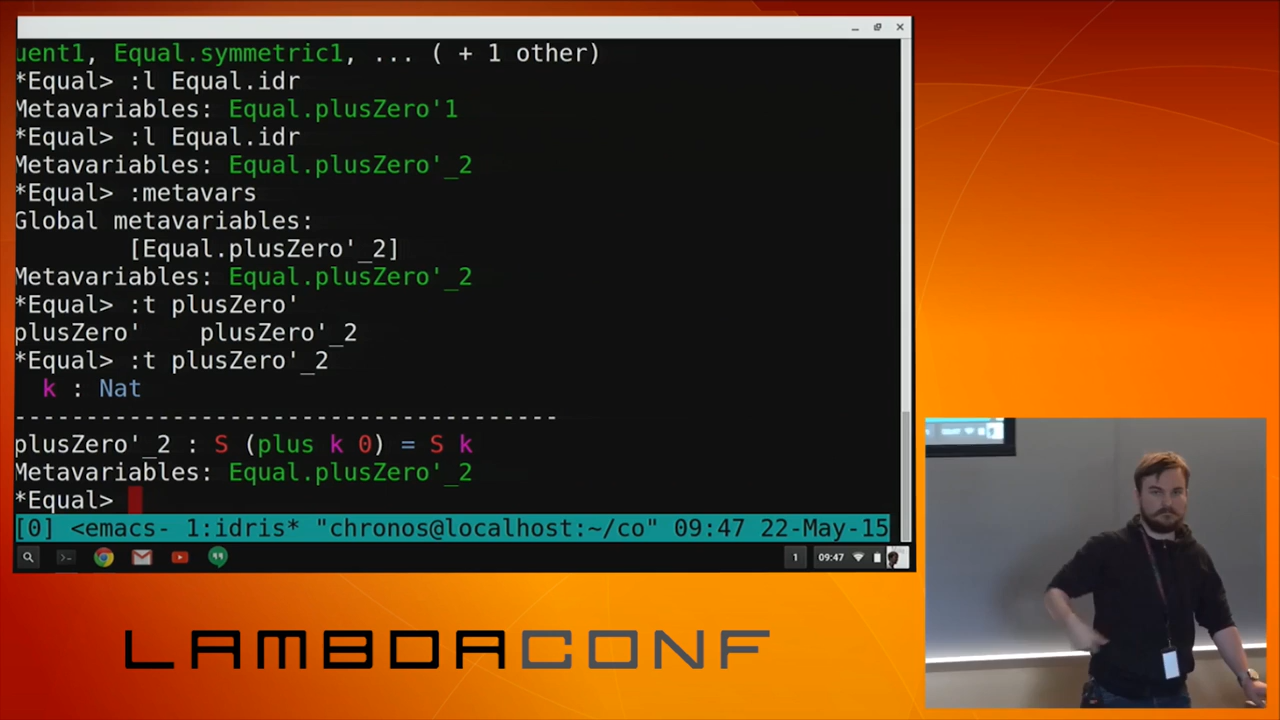 uent1, Equal.symmetric1, ... ( + 1 other)
*Equal> :l Equal.idr
Metavariables: Equal.plusZero'1
*Equal> :l Equal.idr
Metavariables: Equal.plusZero'_2
*Equal> :metavars
Global metavariables:
[Equal.plusZero'_2]
Metavariables: Equal.plusZero'_2
*Equal> :t plusZero'
plusZero' plusZero'_2
*Equal> :t plusZero'_2
k : Nat
--------------------------------------
plusZero'_2 : S (plus k 0) = S k
Metavariables: Equal.plusZero'_2
*Equal>
[0] <emacs- 1:idris* "chronos@localhost:~/co" 09:47 22-May-15
1 09:47
LAMBDACONF